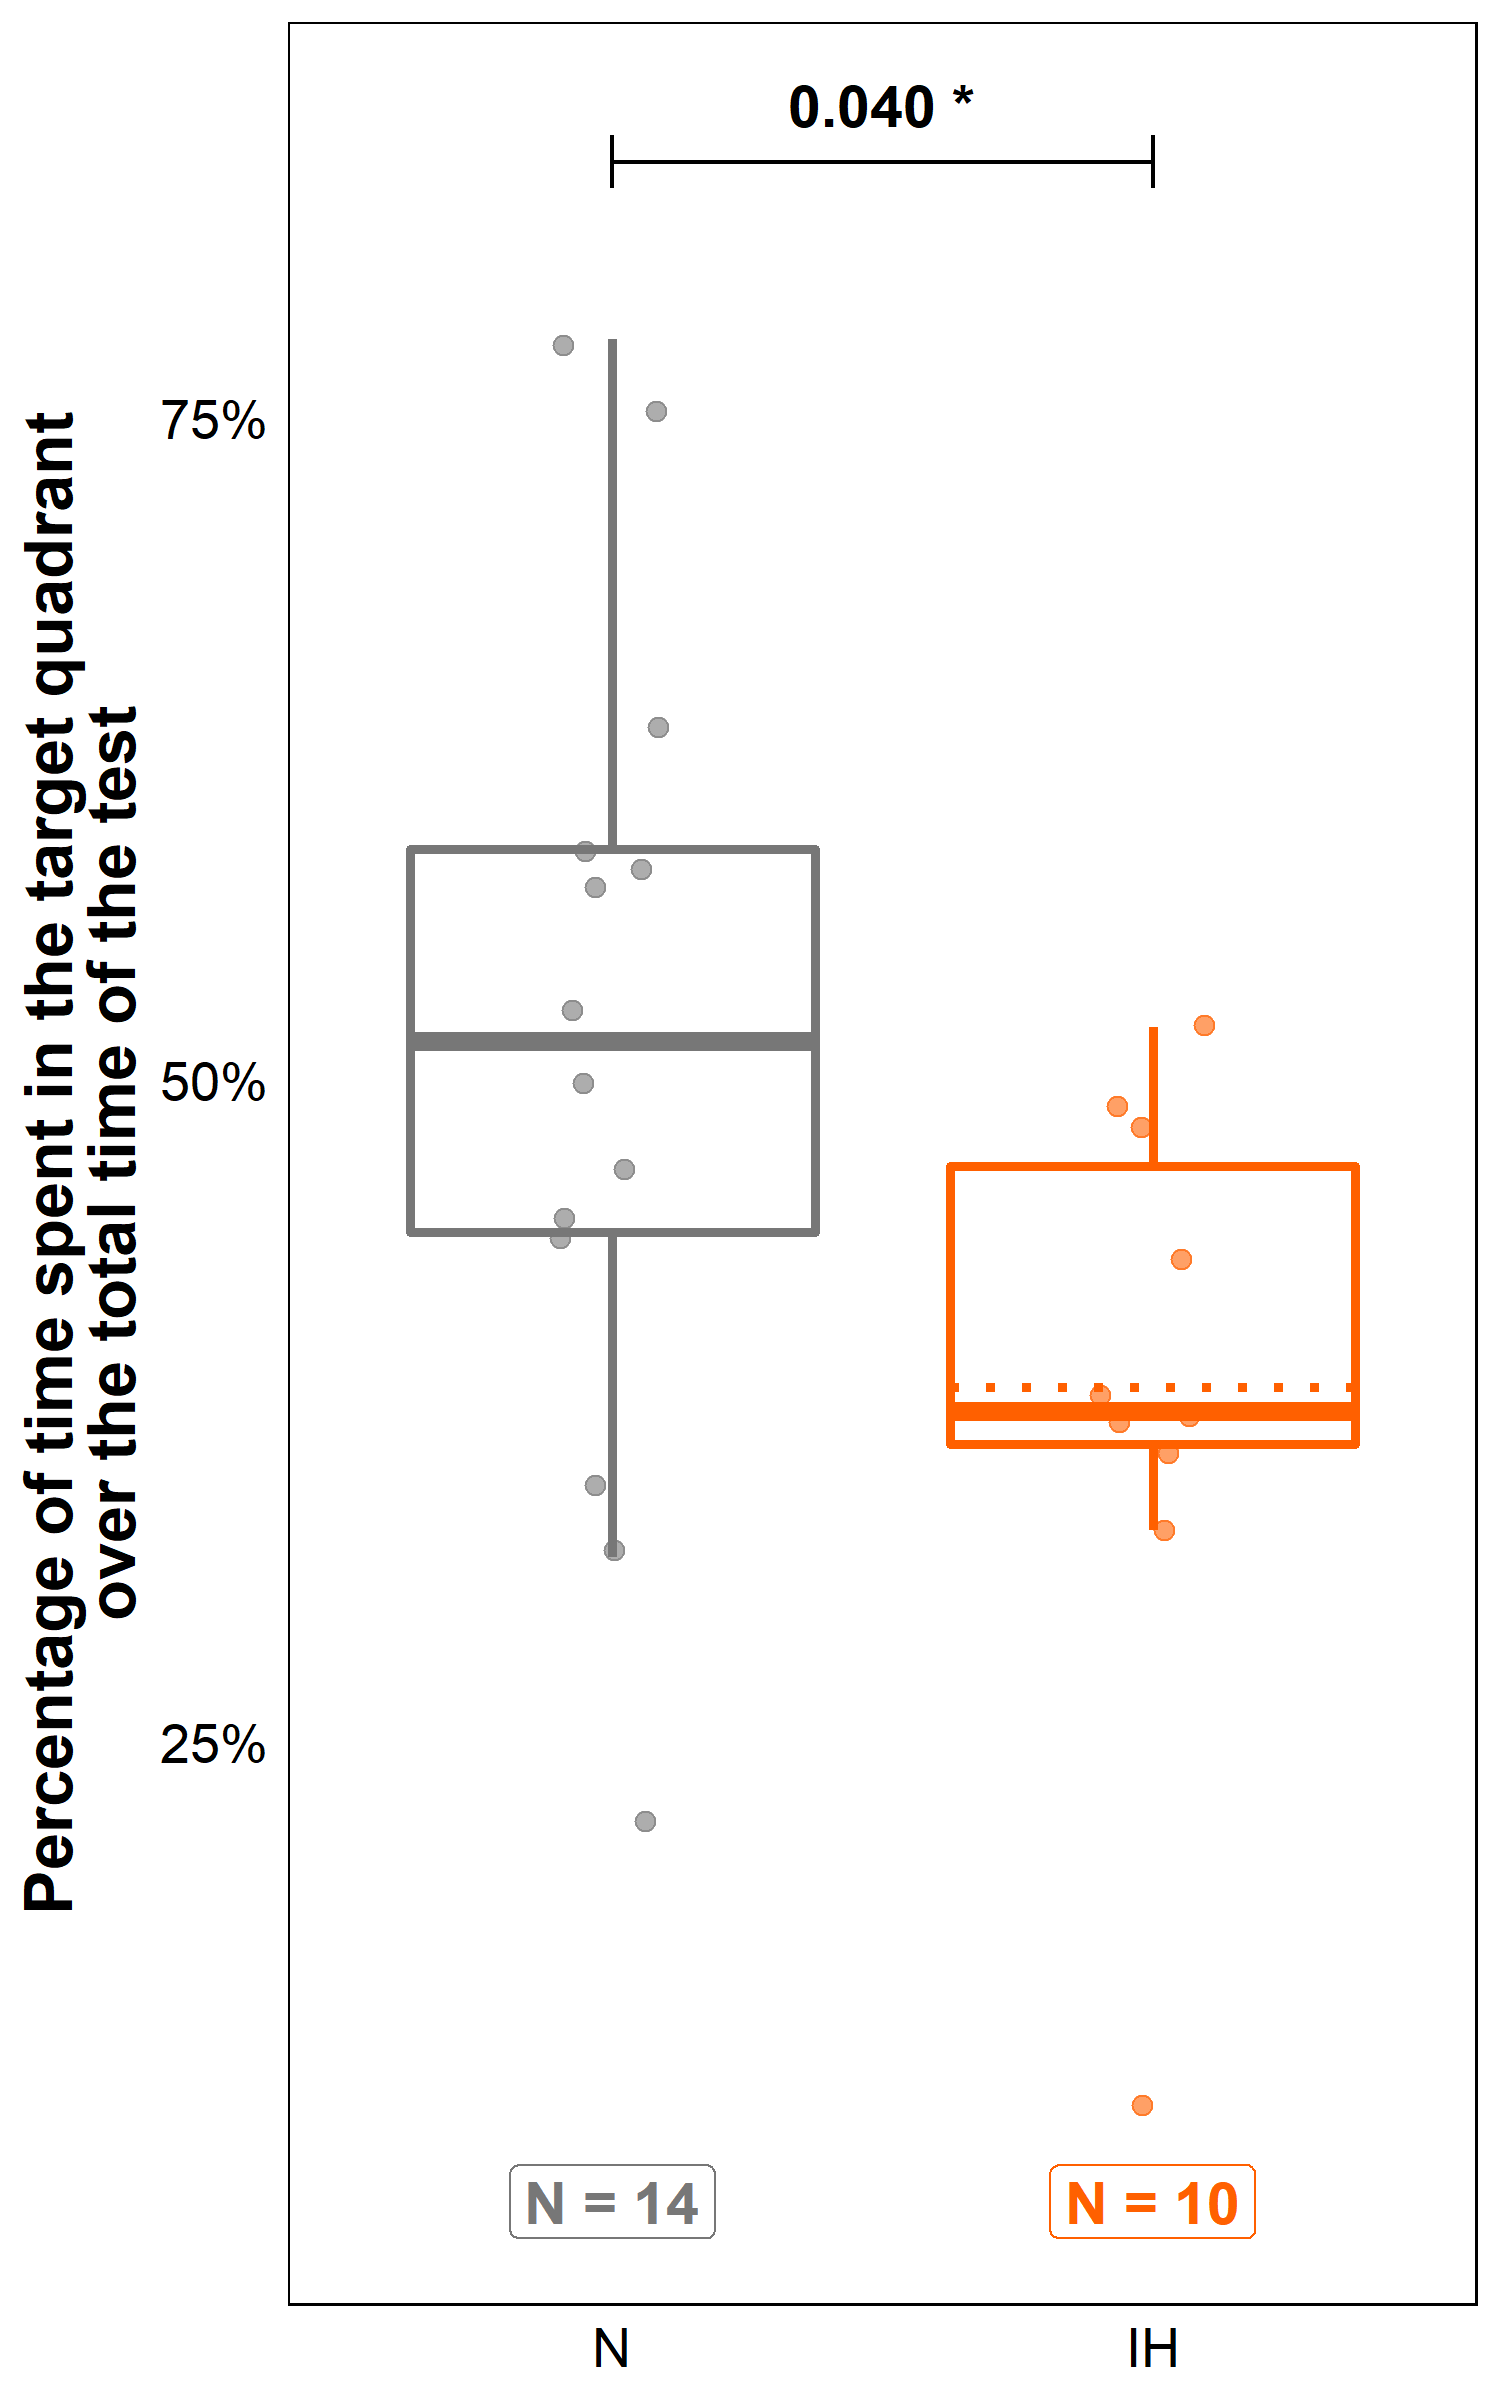 Percentage of time spent in the target quadrant
over the total time of the test
0.040 *
75%
50%
25%
N = 14
N = 10
N
IH